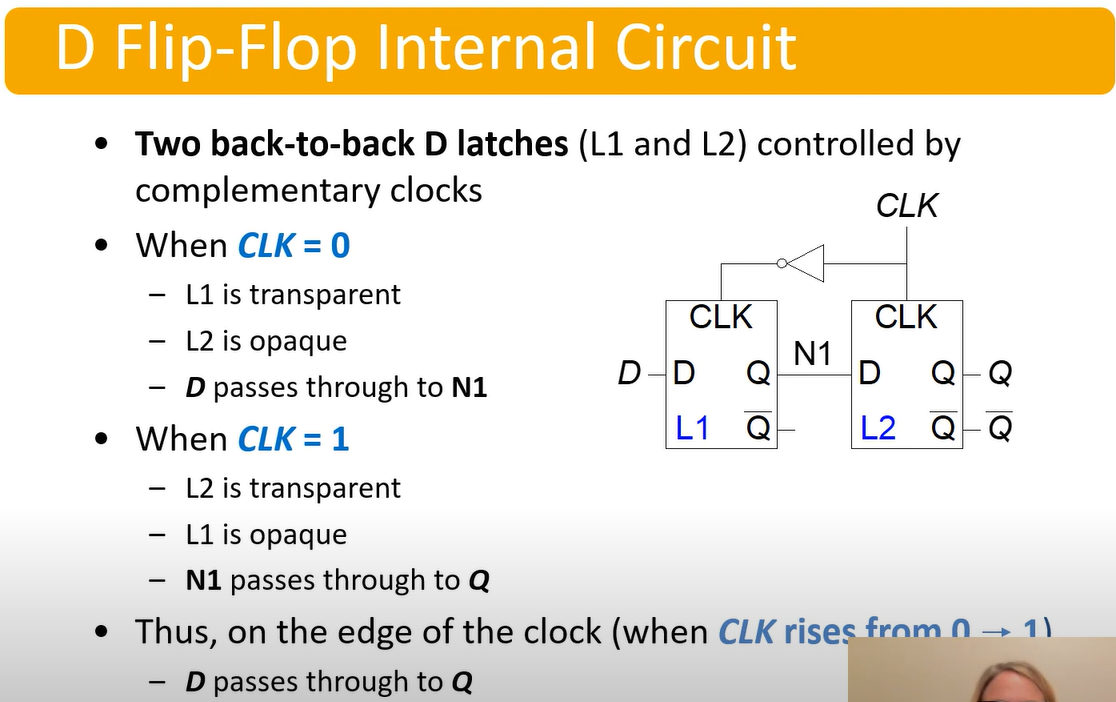 D Flip-Flop Internal Circuit
• Two back-to-back D latches (L1 and L2) controlled by
complementary clocks
• When CLK = 0
– L1 is transparent
– L2 is opaque
– D passes through to N1
• When CLK = 1
– L2 is transparent
– L1 is opaque
– N1 passes through to Q
• Thus, on the edge of the clock (when CLK rises from 0 → 1)
– D passes through to Q
CLK
CLK CLK
N1
D D Q D Q Q
L1 Q̅ L2 Q̅ Q̅